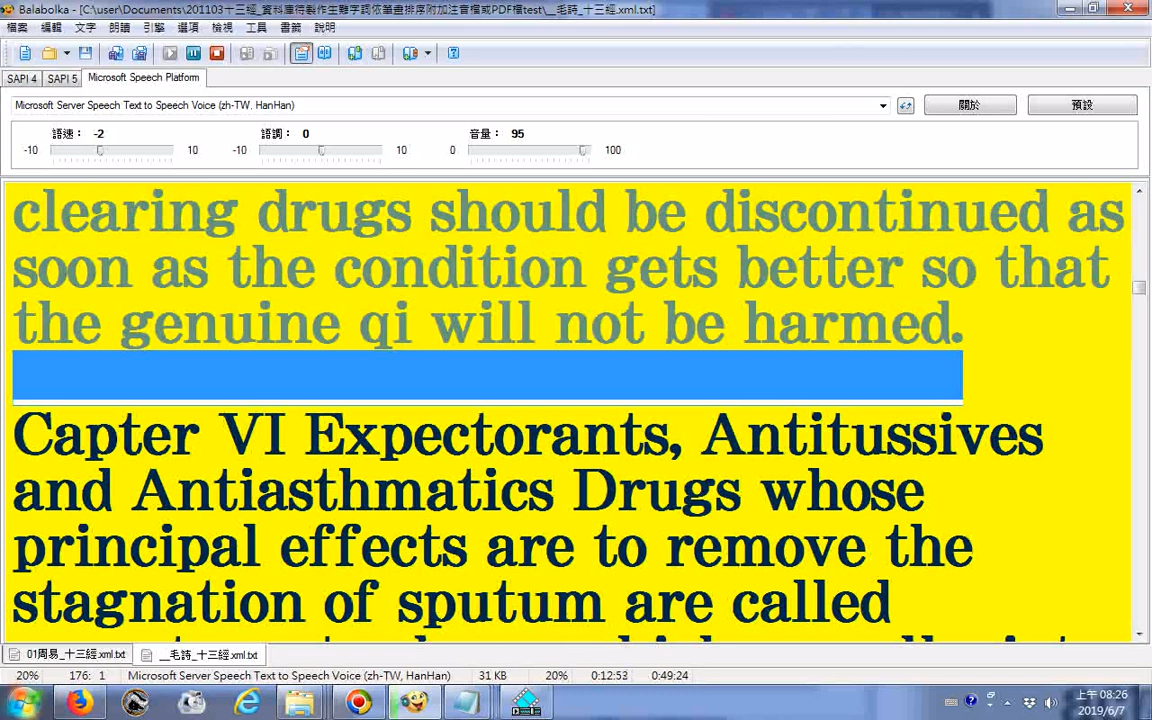 Balabolka - [C:\user\Documents\201103十三經_資料庫待製作生難字詞依筆畫排序附加注音檔或PDF檔test\__毛詩_十三經.xml.txt]
檔案 編輯 文字 朗讀 引擎 選項 檢視 工具 書籤 說明
SAPI 4 SAPI 5 Microsoft Speech Platform
Microsoft Server Speech Text to Speech Voice (zh-TW, HanHan) 關於 預設
語速： -2 語調： 0 音量： 95
-10 10 -10 10 0 100
clearing drugs should be discontinued as
soon as the condition gets better so that
the genuine qi will not be harmed.
Capter VI Expectorants, Antitussives
and Antiasthmatics Drugs whose
principal effects are to remove the
stagnation of sputum are called
01周易_十三經.xml.txt __毛詩_十三經.xml.txt
20% 176: 1 Microsoft Server Speech Text to Speech Voice (zh-TW, HanHan) 31 KB 20% 0:12:53 0:49:24
上午 08:26
2019/6/7